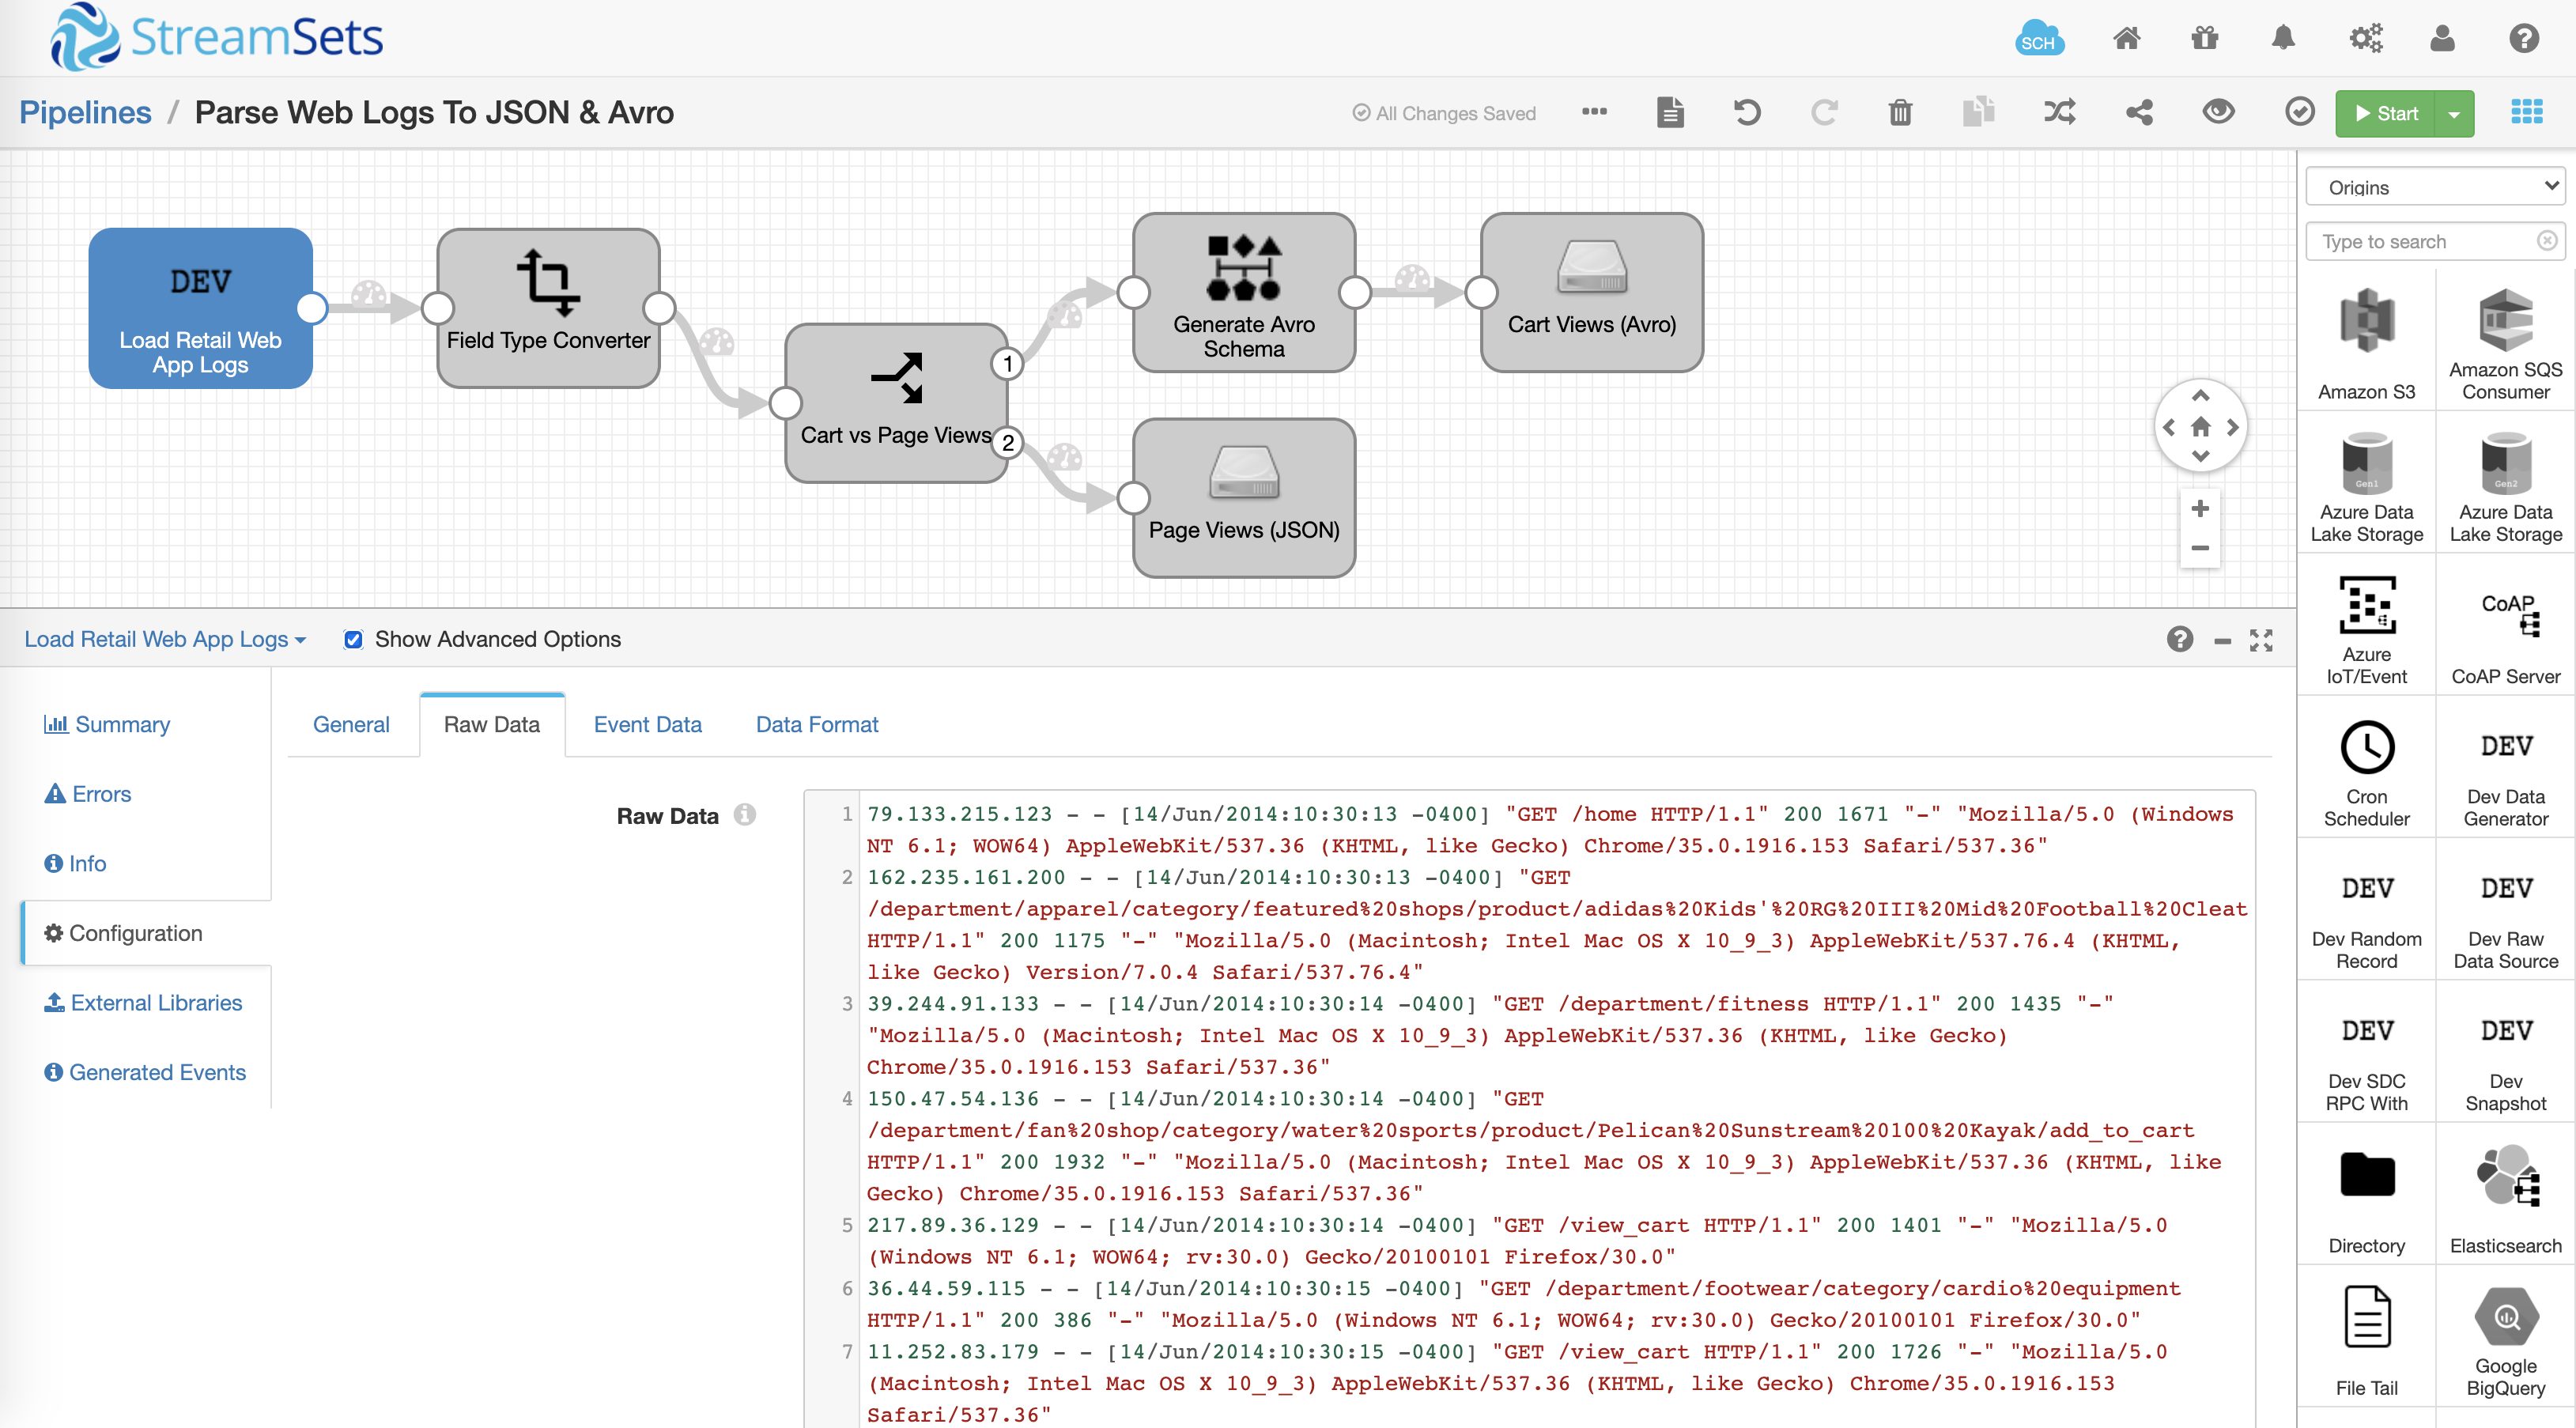 StreamSets
SCH
Pipelines / Parse Web Logs To JSON & Avro
All Changes Saved
Start
DEV
Load Retail Web
App Logs
Field Type Converter
Cart vs Page Views
1
2
Generate Avro
Schema
Cart Views (Avro)
Page Views (JSON)
Origins
Type to search
Amazon S3
Amazon SQS
Consumer
Gen1
Azure Data
Lake Storage
Gen2
Azure Data
Lake Storage
Azure
IoT/Event
CoAP
CoAP Server
Cron
Scheduler
DEV
Dev Data
Generator
DEV
Dev Random
Record
DEV
Dev Raw
Data Source
DEV
Dev SDC
RPC With
DEV
Dev
Snapshot
Directory
Elasticsearch
File Tail
Google
BigQuery
Load Retail Web App Logs
Show Advanced Options
Summary
Errors
Info
Configuration
External Libraries
Generated Events
General
Raw Data
Event Data
Data Format
Raw Data
1 79.133.215.123 - - [14/Jun/2014:10:30:13 -0400] "GET /home HTTP/1.1" 200 1671 "-" "Mozilla/5.0 (Windows
NT 6.1; WOW64) AppleWebKit/537.36 (KHTML, like Gecko) Chrome/35.0.1916.153 Safari/537.36"
2 162.235.161.200 - - [14/Jun/2014:10:30:13 -0400] "GET
/department/apparel/category/featured%20shops/product/adidas%20Kids'%20RG%20III%20Mid%20Football%20Cleat
HTTP/1.1" 200 1175 "-" "Mozilla/5.0 (Macintosh; Intel Mac OS X 10_9_3) AppleWebKit/537.76.4 (KHTML,
like Gecko) Version/7.0.4 Safari/537.76.4"
3 39.244.91.133 - - [14/Jun/2014:10:30:14 -0400] "GET /department/fitness HTTP/1.1" 200 1435 "-"
"Mozilla/5.0 (Macintosh; Intel Mac OS X 10_9_3) AppleWebKit/537.36 (KHTML, like Gecko)
Chrome/35.0.1916.153 Safari/537.36"
4 150.47.54.136 - - [14/Jun/2014:10:30:14 -0400] "GET
/department/fan%20shop/category/water%20sports/product/Pelican%20Sunstream%20100%20Kayak/add_to_cart
HTTP/1.1" 200 1932 "-" "Mozilla/5.0 (Macintosh; Intel Mac OS X 10_9_3) AppleWebKit/537.36 (KHTML, like
Gecko) Chrome/35.0.1916.153 Safari/537.36"
5 217.89.36.129 - - [14/Jun/2014:10:30:14 -0400] "GET /view_cart HTTP/1.1" 200 1401 "-" "Mozilla/5.0
(Windows NT 6.1; WOW64; rv:30.0) Gecko/20100101 Firefox/30.0"
6 36.44.59.115 - - [14/Jun/2014:10:30:15 -0400] "GET /department/footwear/category/cardio%20equipment
HTTP/1.1" 200 386 "-" "Mozilla/5.0 (Windows NT 6.1; WOW64; rv:30.0) Gecko/20100101 Firefox/30.0"
7 11.252.83.179 - - [14/Jun/2014:10:30:15 -0400] "GET /view_cart HTTP/1.1" 200 1726 "-" "Mozilla/5.0
(Macintosh; Intel Mac OS X 10_9_3) AppleWebKit/537.36 (KHTML, like Gecko) Chrome/35.0.1916.153
Safari/537.36"